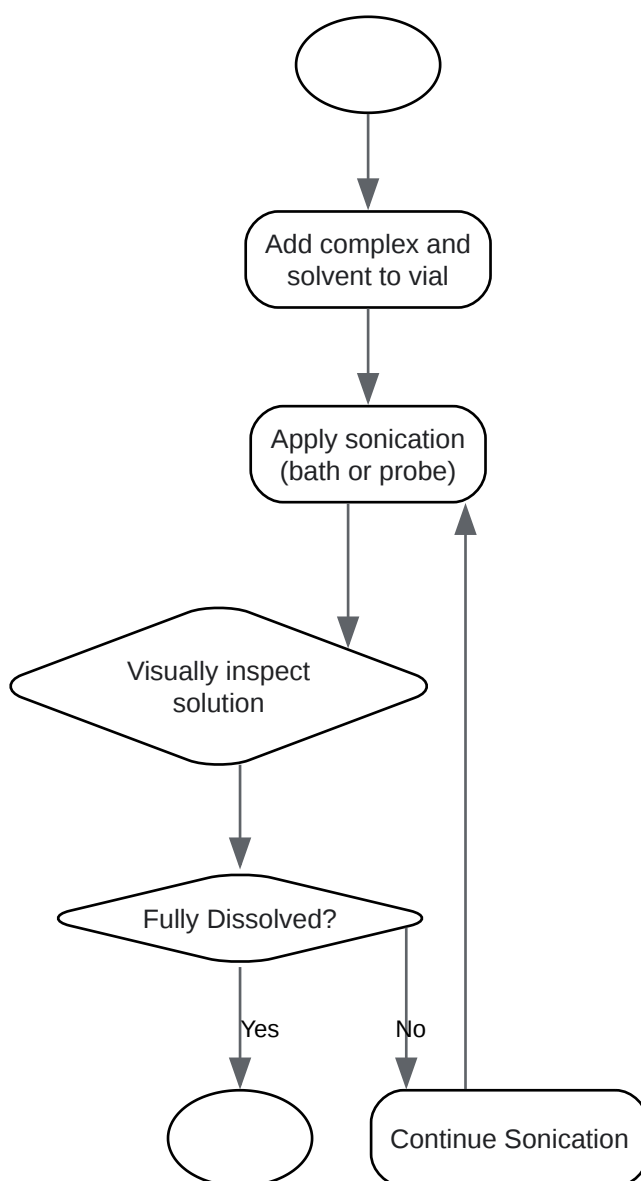 Add complex and
solvent to vial
Apply sonication
(bath or probe)
Visually inspect
solution
Fully Dissolved?
Yes
No
Continue Sonication